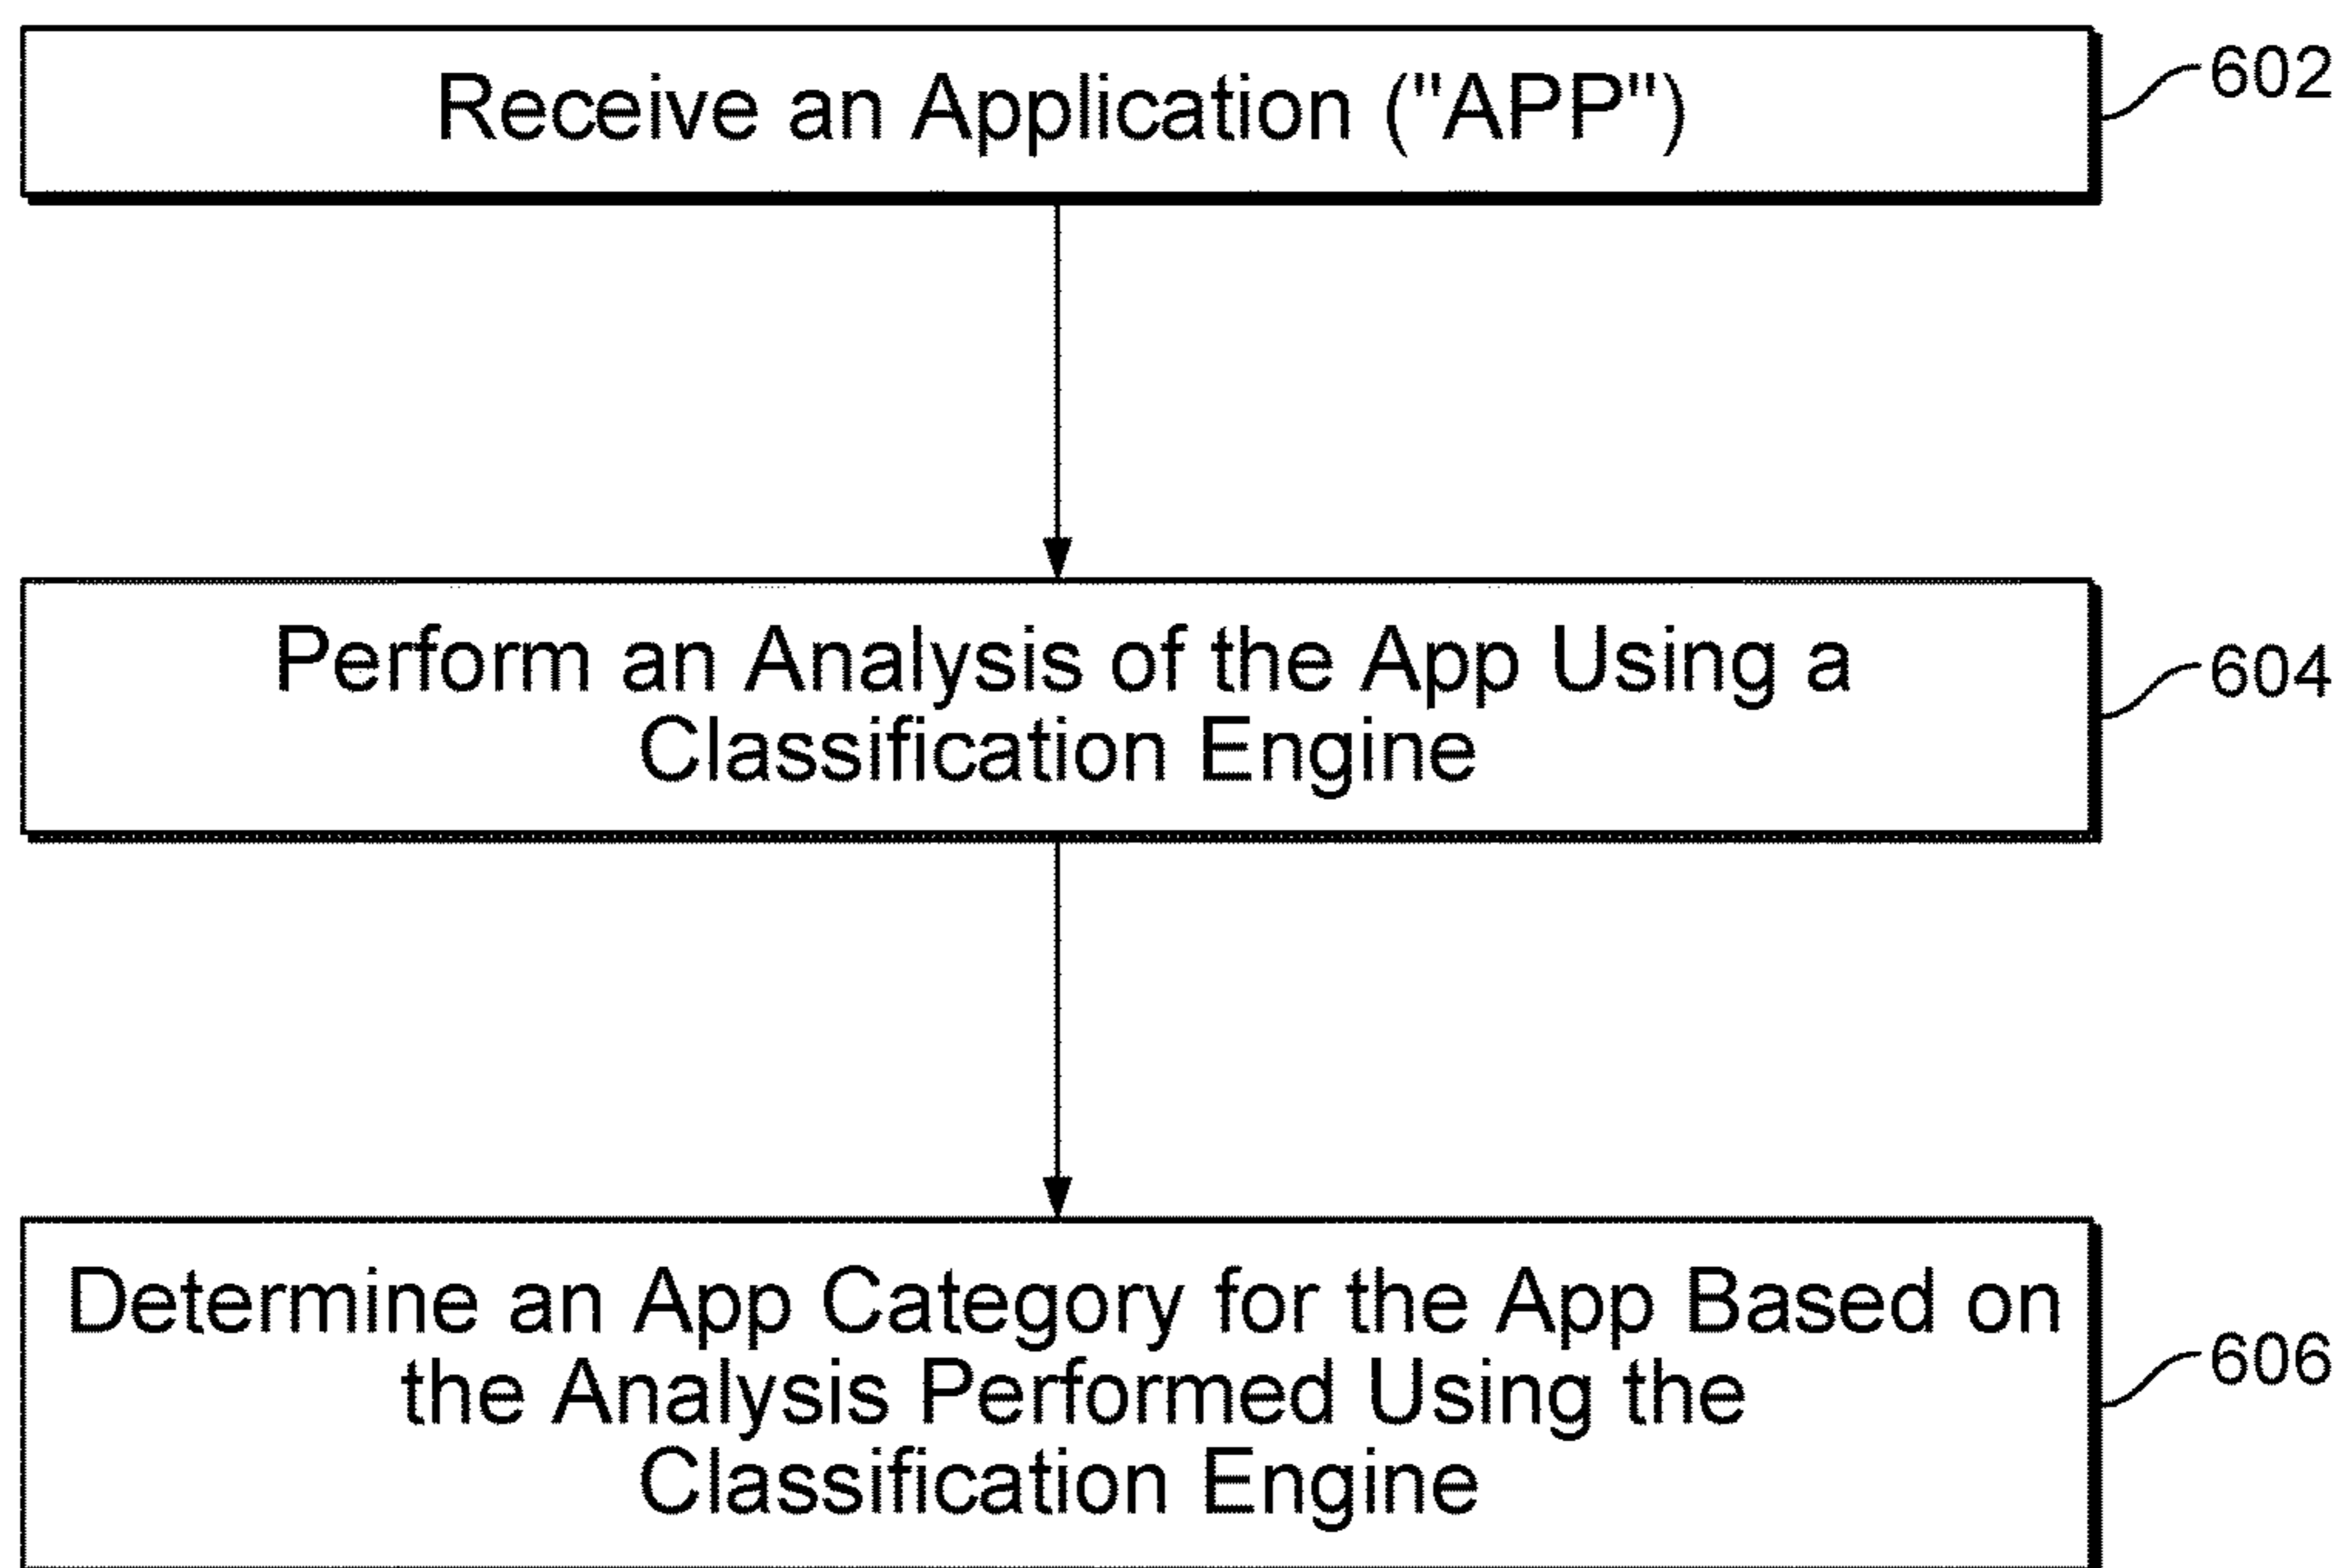 Receive an Application ("APP")
602
Perform an Analysis of the App Using a
Classification Engine
604
Determine an App Category for the App Based on
the Analysis Performed Using the
Classification Engine
606